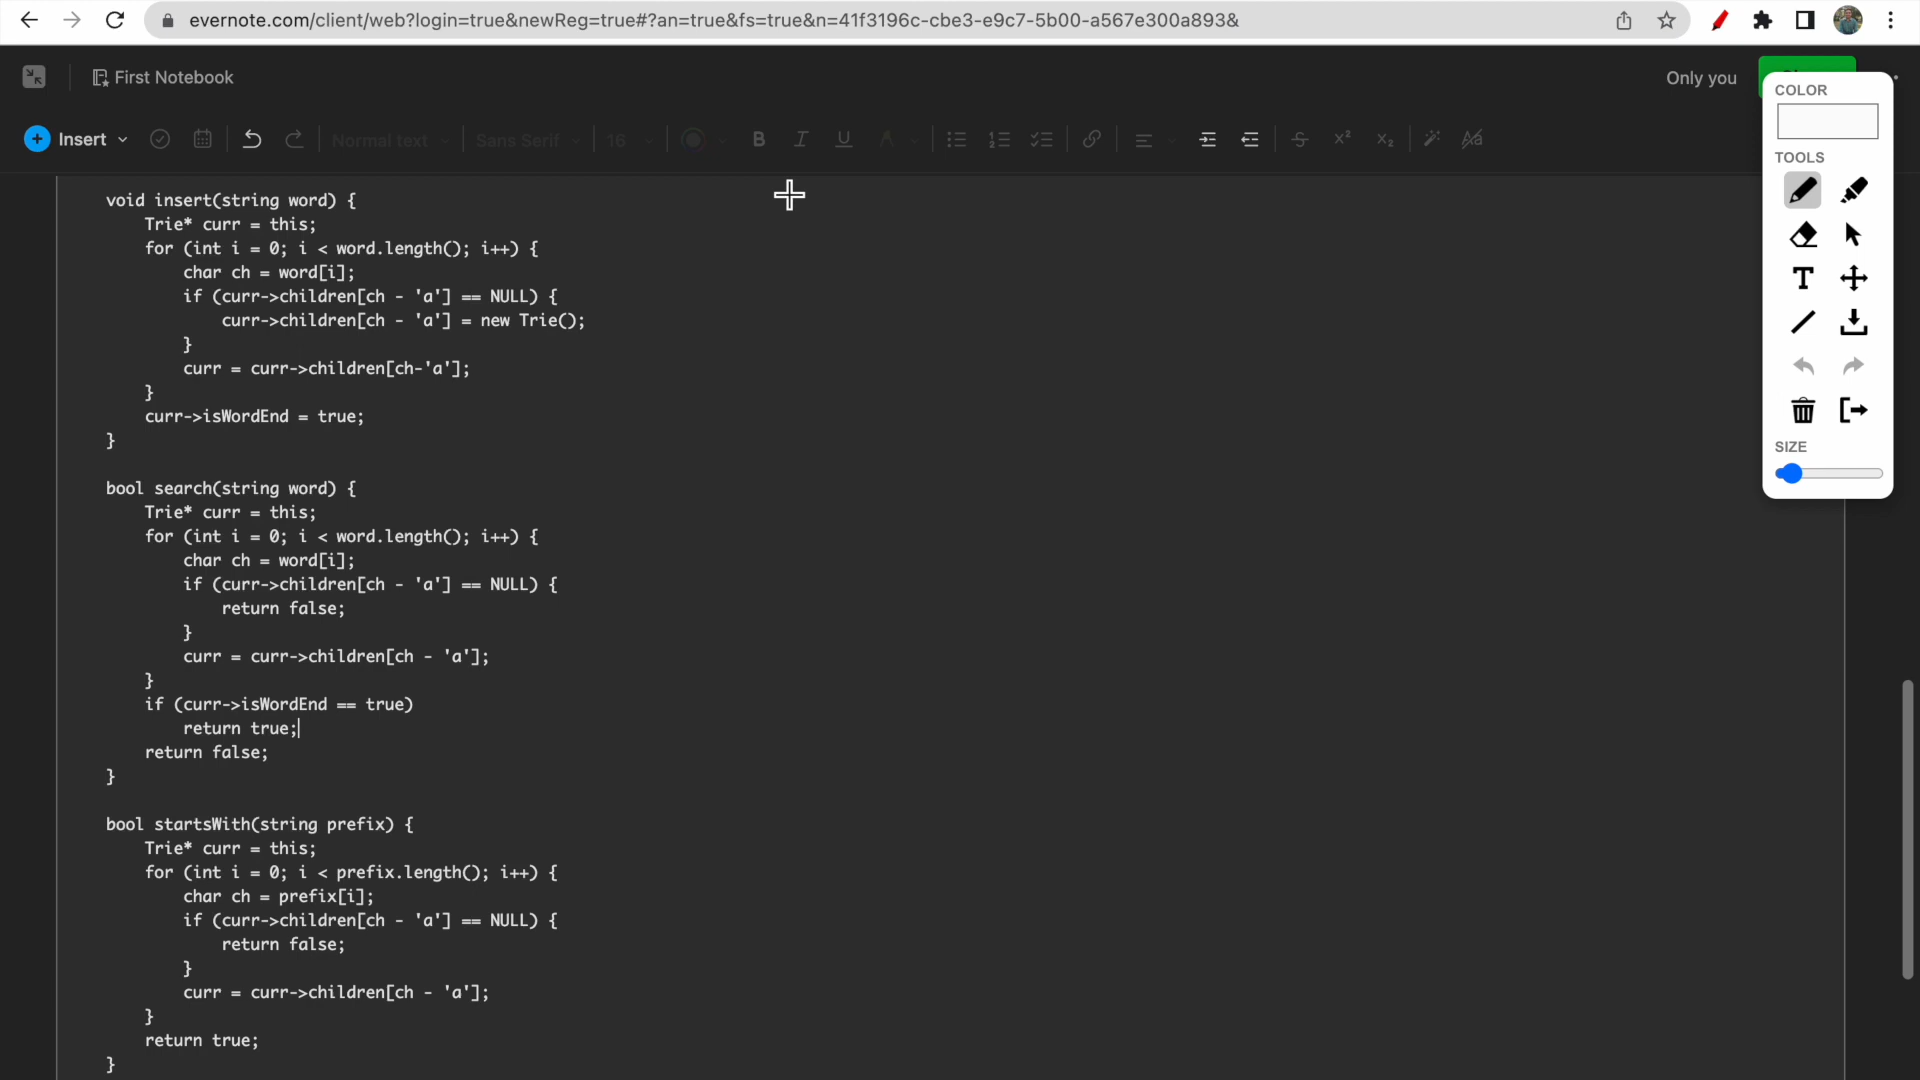 evernote.com/client/web?login=true&newReg=true#?an=true&fs=true&n=41f3196c-cbe3-e9c7-5b00-a567e300a893&
First Notebook
Only you
Insert
Normal text
Sans Serif
16
COLOR
TOOLS
SIZE
void insert(string word) {
    Trie* curr = this;
    for (int i = 0; i < word.length(); i++) {
        char ch = word[i];
        if (curr->children[ch - 'a'] == NULL) {
            curr->children[ch - 'a'] = new Trie();
        }
        curr = curr->children[ch-'a'];
    }
    curr->isWordEnd = true;
}
bool search(string word) {
    Trie* curr = this;
    for (int i = 0; i < word.length(); i++) {
        char ch = word[i];
        if (curr->children[ch - 'a'] == NULL) {
            return false;
        }
        curr = curr->children[ch - 'a'];
    }
    if (curr->isWordEnd == true)
        return true;
    return false;
}
bool startsWith(string prefix) {
    Trie* curr = this;
    for (int i = 0; i < prefix.length(); i++) {
        char ch = prefix[i];
        if (curr->children[ch - 'a'] == NULL) {
            return false;
        }
        curr = curr->children[ch - 'a'];
    }
    return true;
}